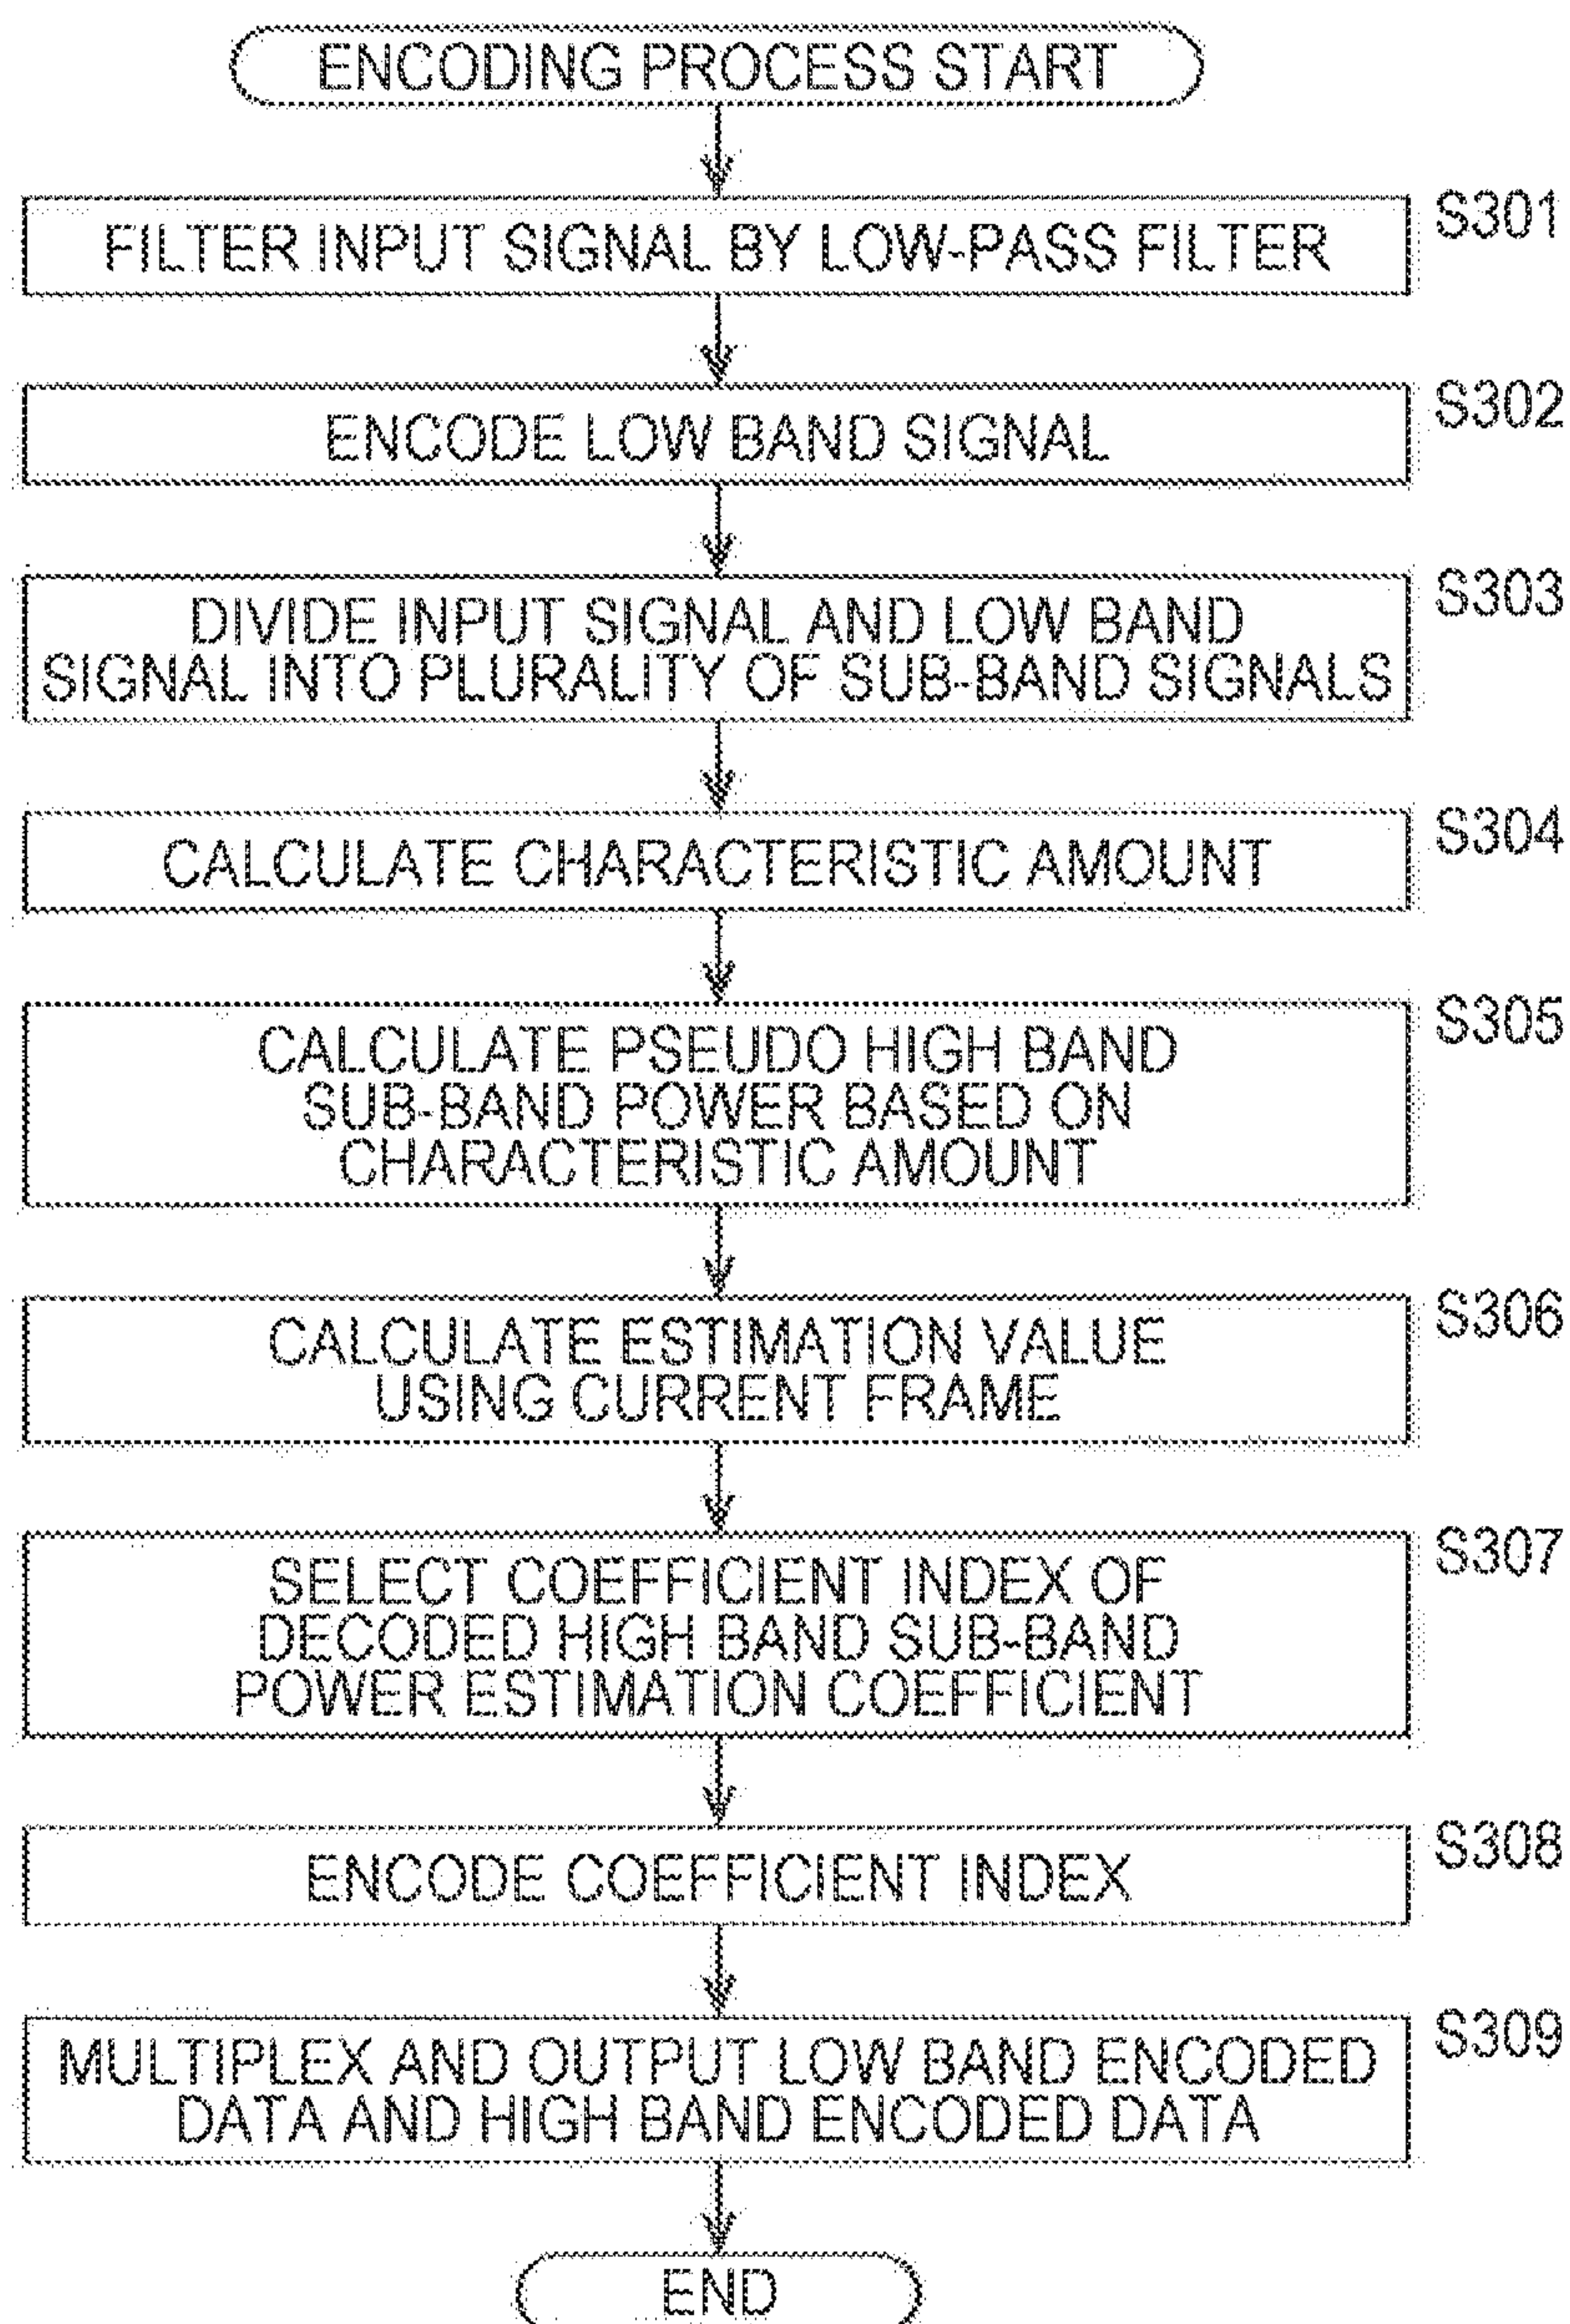 ENCODING PROCESS START
FILTER INPUT SIGNAL BY LOW-PASS FILTER
S301
ENCODE LOW BAND SIGNAL
S302
DIVIDE INPUT SIGNAL AND LOW BAND
SIGNAL INTO PLURALITY OF SUB-BAND SIGNALS
S303
CALCULATE CHARACTERISTIC AMOUNT
S304
CALCULATE PSEUDO HIGH BAND
SUB-BAND POWER BASED ON
CHARACTERISTIC AMOUNT
S305
CALCULATE ESTIMATION VALUE
USING CURRENT FRAME
S306
SELECT COEFFICIENT INDEX OF
DECODED HIGH BAND SUB-BAND
POWER ESTIMATION COEFFICIENT
S307
ENCODE COEFFICIENT INDEX
S308
MULTIPLEX AND OUTPUT LOW BAND ENCODED
DATA AND HIGH BAND ENCODED DATA
S309
END